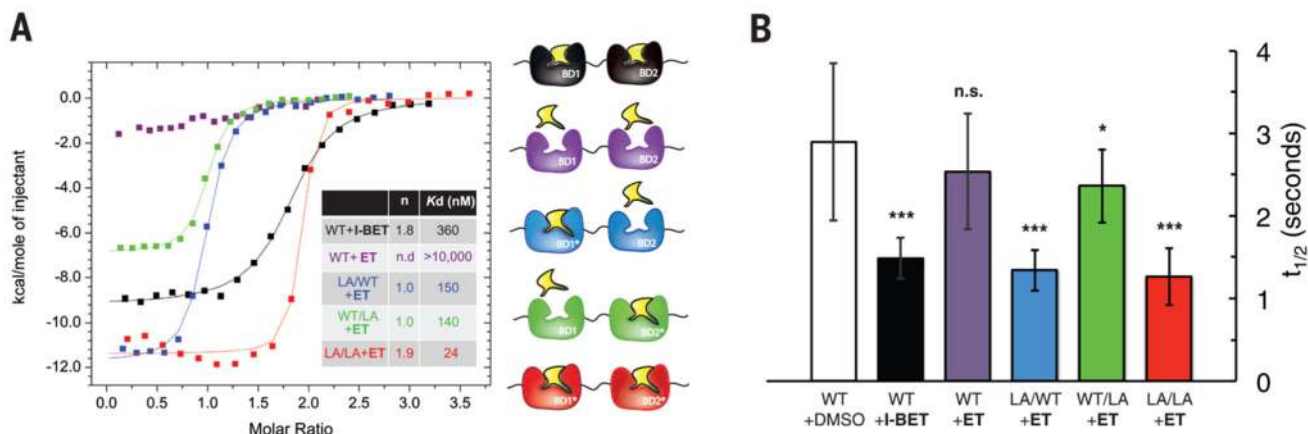 A
kcal/mole of injectant
0.0
-2.0
-4.0
-6.0
-8.0
-10.0
-12.0
0.0 0.5 1.0 1.5 2.0 2.5 3.0 3.5
Molar Ratio
n Kd (nM)
WT+I-BET 1.8 360
WT+ ET n.d >10,000
LA/WT
+ET 1.0 150
WT/LA
+ET 1.0 140
LA/LA+ET 1.9 24
BD1 BD2
BD1 BD2
BD1* BD2
BD1 BD2*
BD1* BD2*
B
n.s.
***
***
*
***
4
3
2
1
0
t1/2 (seconds)
WT WT WT LA/WT WT/LA LA/LA
+DMSO +I-BET +ET +ET +ET +ET